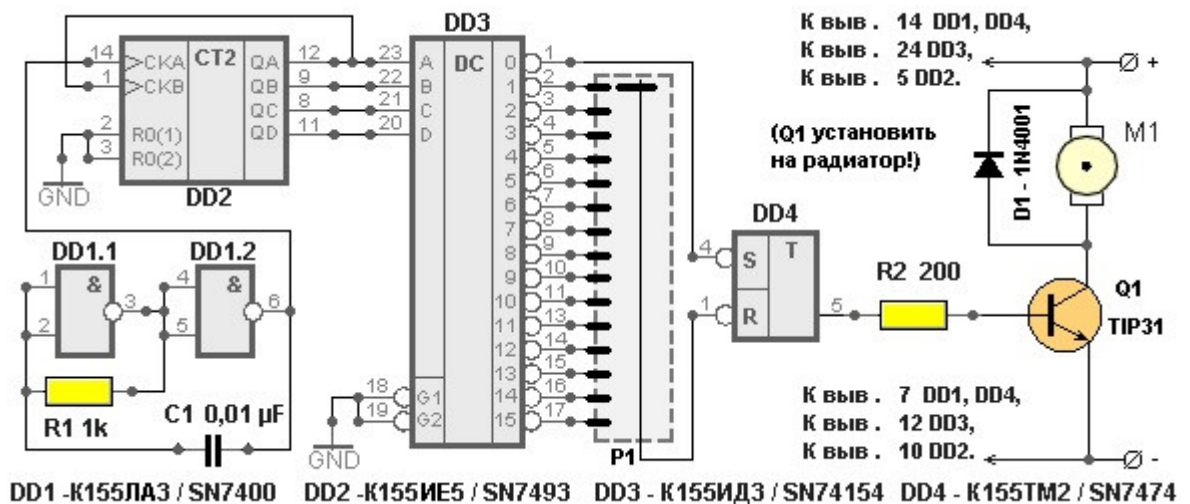 DD3
К выв . 14 DD1, DD4,
К выв . 24 DD3,
К выв . 5 DD2.
+
14 CKA CT2 QA 12 23 A DC 0 1
1 CKB QB 9 22 B 1 2
QC 8 21 C 2 3
2 R0(1) QD 11 20 D 3 4
3 R0(2) 4 5
GND
DD2
5 6
6 7
7 8
8 9
9 10
10 11
11 13
12 14
13 15
18 G1 14 16
19 G2 15 17
GND
P1
(Q1 установить
на радиатор!)
D1 - 1N4001
M1
DD4
4 S T
1 R 5
R2 200
Q1
TIP31
DD1.1
1 & 3
2
DD1.2
4 & 6
5
R1 1k
C1 0,01 µF
К выв . 7 DD1, DD4,
К выв . 12 DD3,
К выв . 10 DD2.
-
DD1 -К155ЛА3 / SN7400 DD2 -К155ИЕ5 / SN7493 DD3 - К155ИД3 / SN74154 DD4 - К155ТМ2 / SN7474